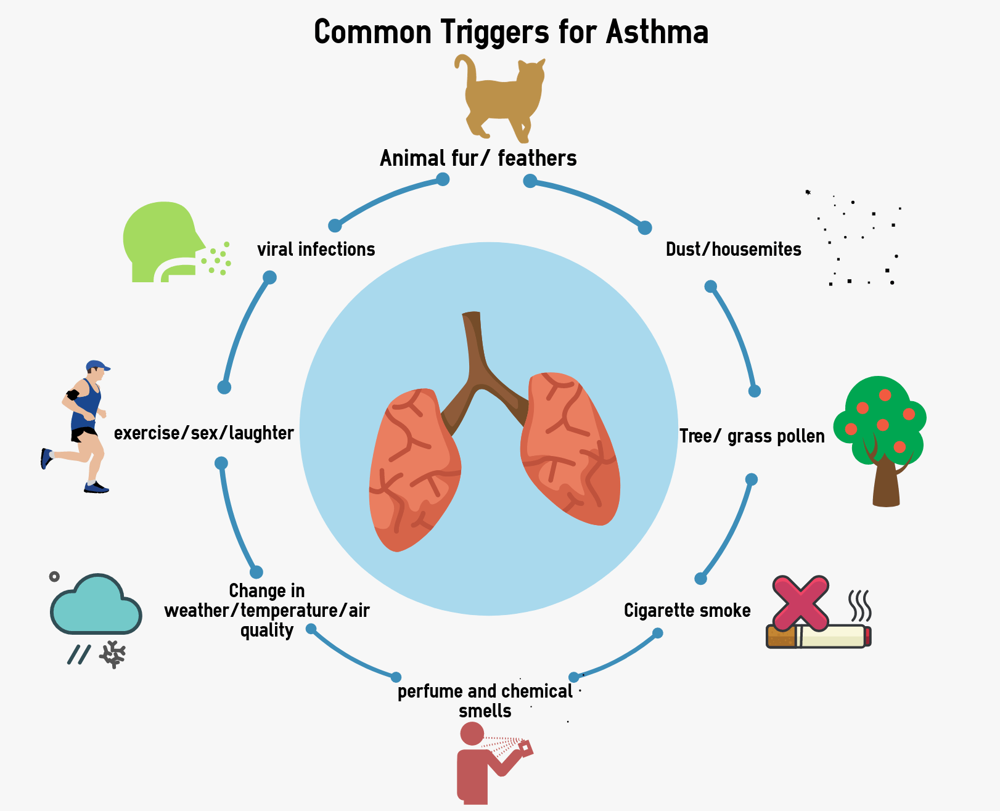 Common Triggers for Asthma
Animal fur/ feathers
viral infections
Dust/housemites
exercise/sex/laughter
Tree/ grass pollen
Change in
weather/temperature/air
quality
Cigarette smoke
perfume and chemical
smells